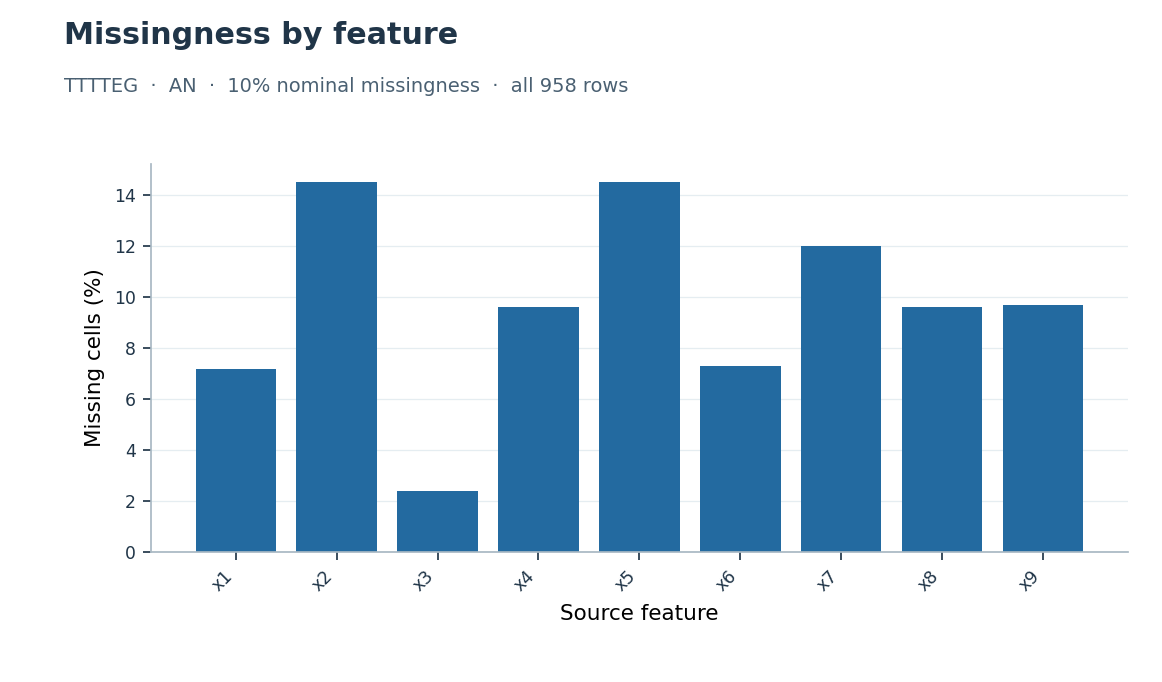 Missingness by feature
TTTTEG · AN · 10% nominal missingness · all 958 rows
Missing cells (%)
14
12
10
8
6
4
2
0
x1 x2 x3 x4 x5 x6 x7 x8 x9
Source feature